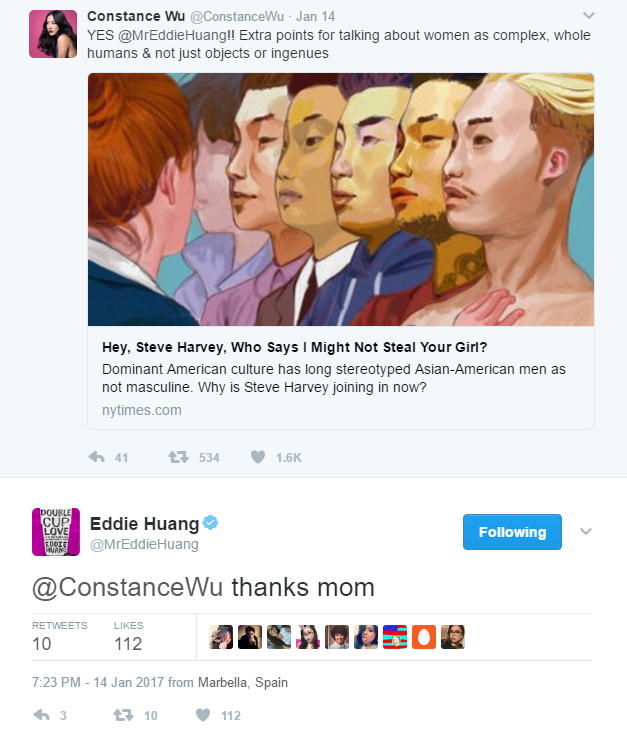 Constance Wu @ConstanceWu · Jan 14
YES @MrEddieHuang!! Extra points for talking about women as complex, whole
humans & not just objects or ingenues
Hey, Steve Harvey, Who Says I Might Not Steal Your Girl?
Dominant American culture has long stereotyped Asian-American men as
not masculine. Why is Steve Harvey joining in now?
nytimes.com
41 534 1.6K
DOUBLE
CUP
LOVE
EDDIE
HUANG
Eddie Huang
@MrEddieHuang
Following
@ConstanceWu thanks mom
RETWEETS LIKES
10 112
7:23 PM - 14 Jan 2017 from Marbella, Spain
3 10 112